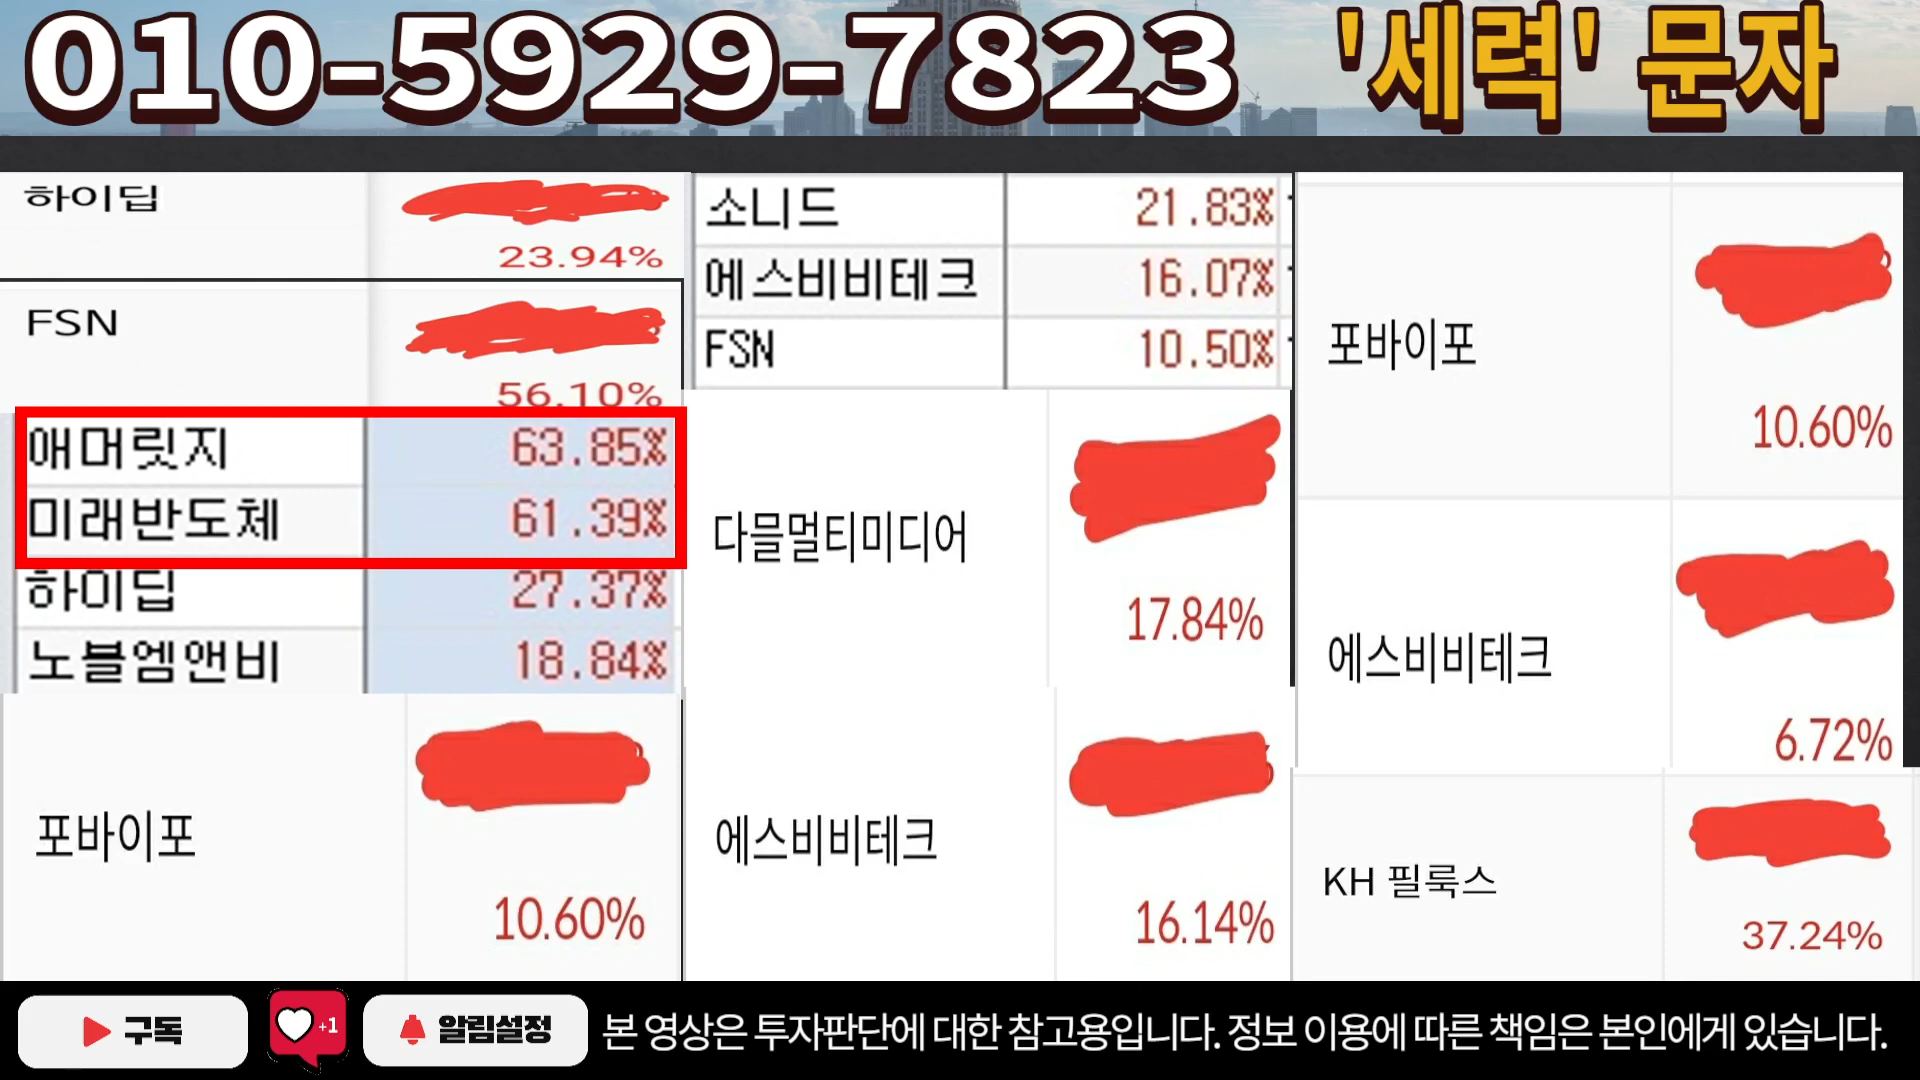 010-5929-7823 '세력' 문자
하이딥
23.94%
FSN
56.10%
애머릿지 63.85%
미래반도체 61.39%
하이딥 27.37%
노블엠앤비 18.84%
포바이포
10.60%
소니드 21.83%
에스비비테크 16.07%
FSN 10.50%
다믈멀티미디어
17.84%
에스비비테크
16.14%
포바이포
10.60%
에스비비테크
6.72%
KH 필룩스
37.24%
구독 +1 알림설정 본 영상은 투자판단에 대한 참고용입니다. 정보 이용에 따른 책임은 본인에게 있습니다.